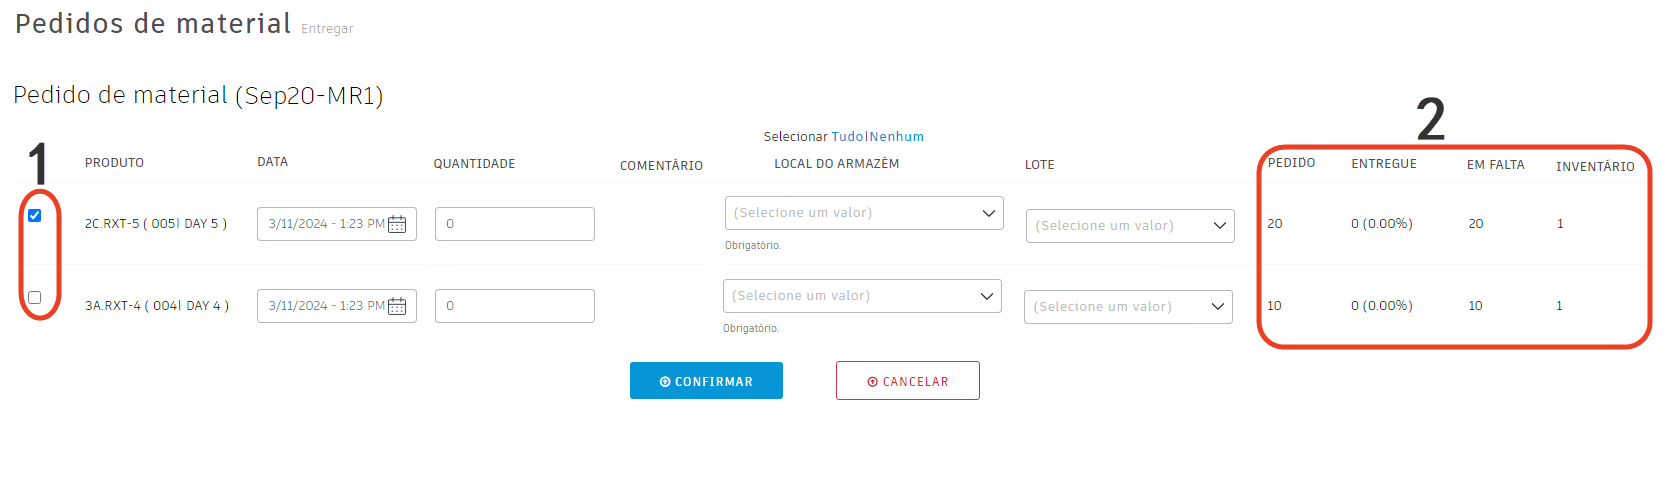 Pedidos de material Entregar
Pedido de material (Sep20-MR1)
2
Selecionar Tudo|Nenhum
1
PRODUTO DATA QUANTIDADE COMENTÁRIO LOCAL DO ARMAZÉM LOTE PEDIDO ENTREGUE EM FALTA INVENTÁRIO
2C.RXT-5 ( 005| DAY 5 ) 3/11/2024 - 1:23 PM 0 (Selecione um valor) (Selecione um valor) 20 0 (0.00%) 20 1
Obrigatório.
3A.RXT-4 ( 004| DAY 4 ) 3/11/2024 - 1:23 PM 0 (Selecione um valor) (Selecione um valor) 10 0 (0.00%) 10 1
Obrigatório.
CONFIRMAR CANCELAR